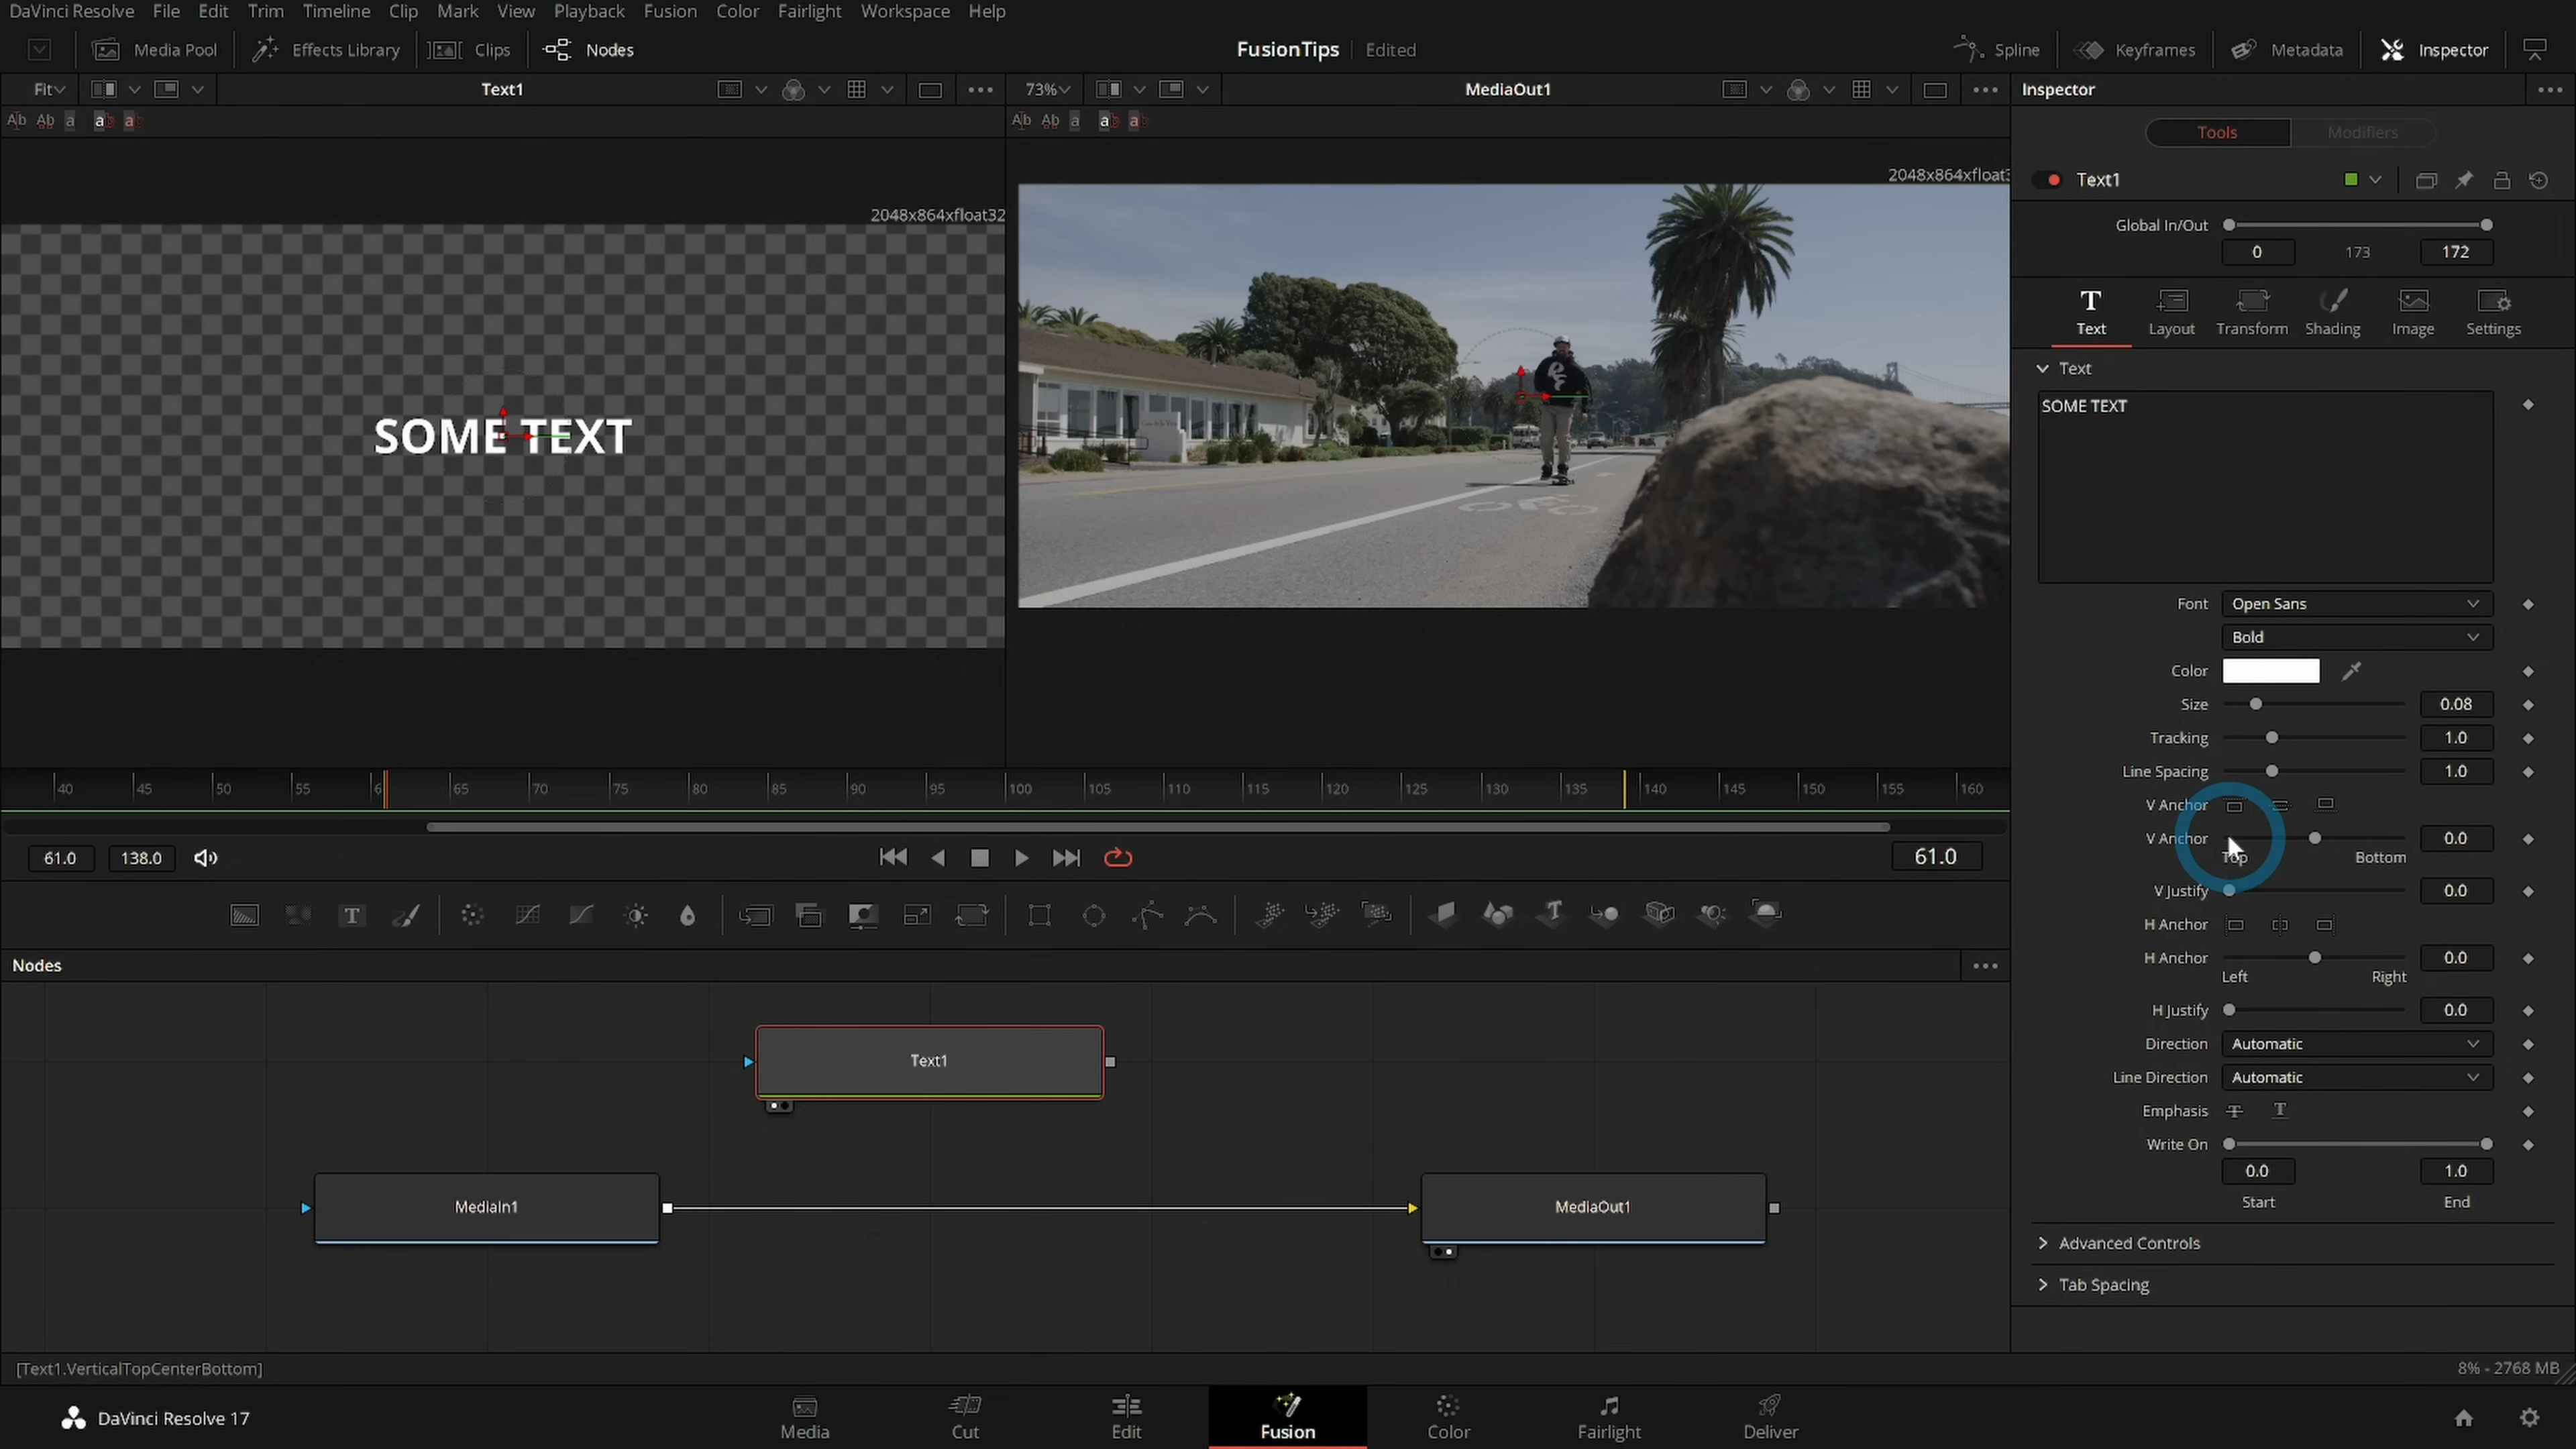 DaVinci Resolve File Edit Trim Timeline Clip Mark View Playback Fusion Color Fairlight Workspace Help
Media Pool Effects Library Clips Nodes FusionTips Edited Spline Keyframes Metadata Inspector
Fit Text1 73% MediaOut1 Inspector
Tools Modifiers
2048x864xfloat3
Text1
2048x864xfloat32
Global In/Out
0 173 172
Text Layout Transform Shading Image Settings
Text
SOME TEXT
SOME TEXT
Font Open Sans
Bold
Color
Size 0.08
Tracking 1.0
Line Spacing 1.0
40 45 50 55 6 65 70 75 80 85 90 95 100 105 110 115 120 125 130 135 140 145 150 155 160
V Anchor
V Anchor 0.0
Top Bottom
61.0 138.0 61.0
V Justify 0.0
H Anchor
H Anchor 0.0
Left Right
Nodes
H Justify 0.0
Direction Automatic
Line Direction Automatic
Emphasis
Write On
0.0 1.0
Start End
Text1
MediaIn1 MediaOut1
Advanced Controls
Tab Spacing
[Text1.VerticalTopCenterBottom] 8% - 2768 MB
DaVinci Resolve 17 Media Cut Edit Fusion Color Fairlight Deliver